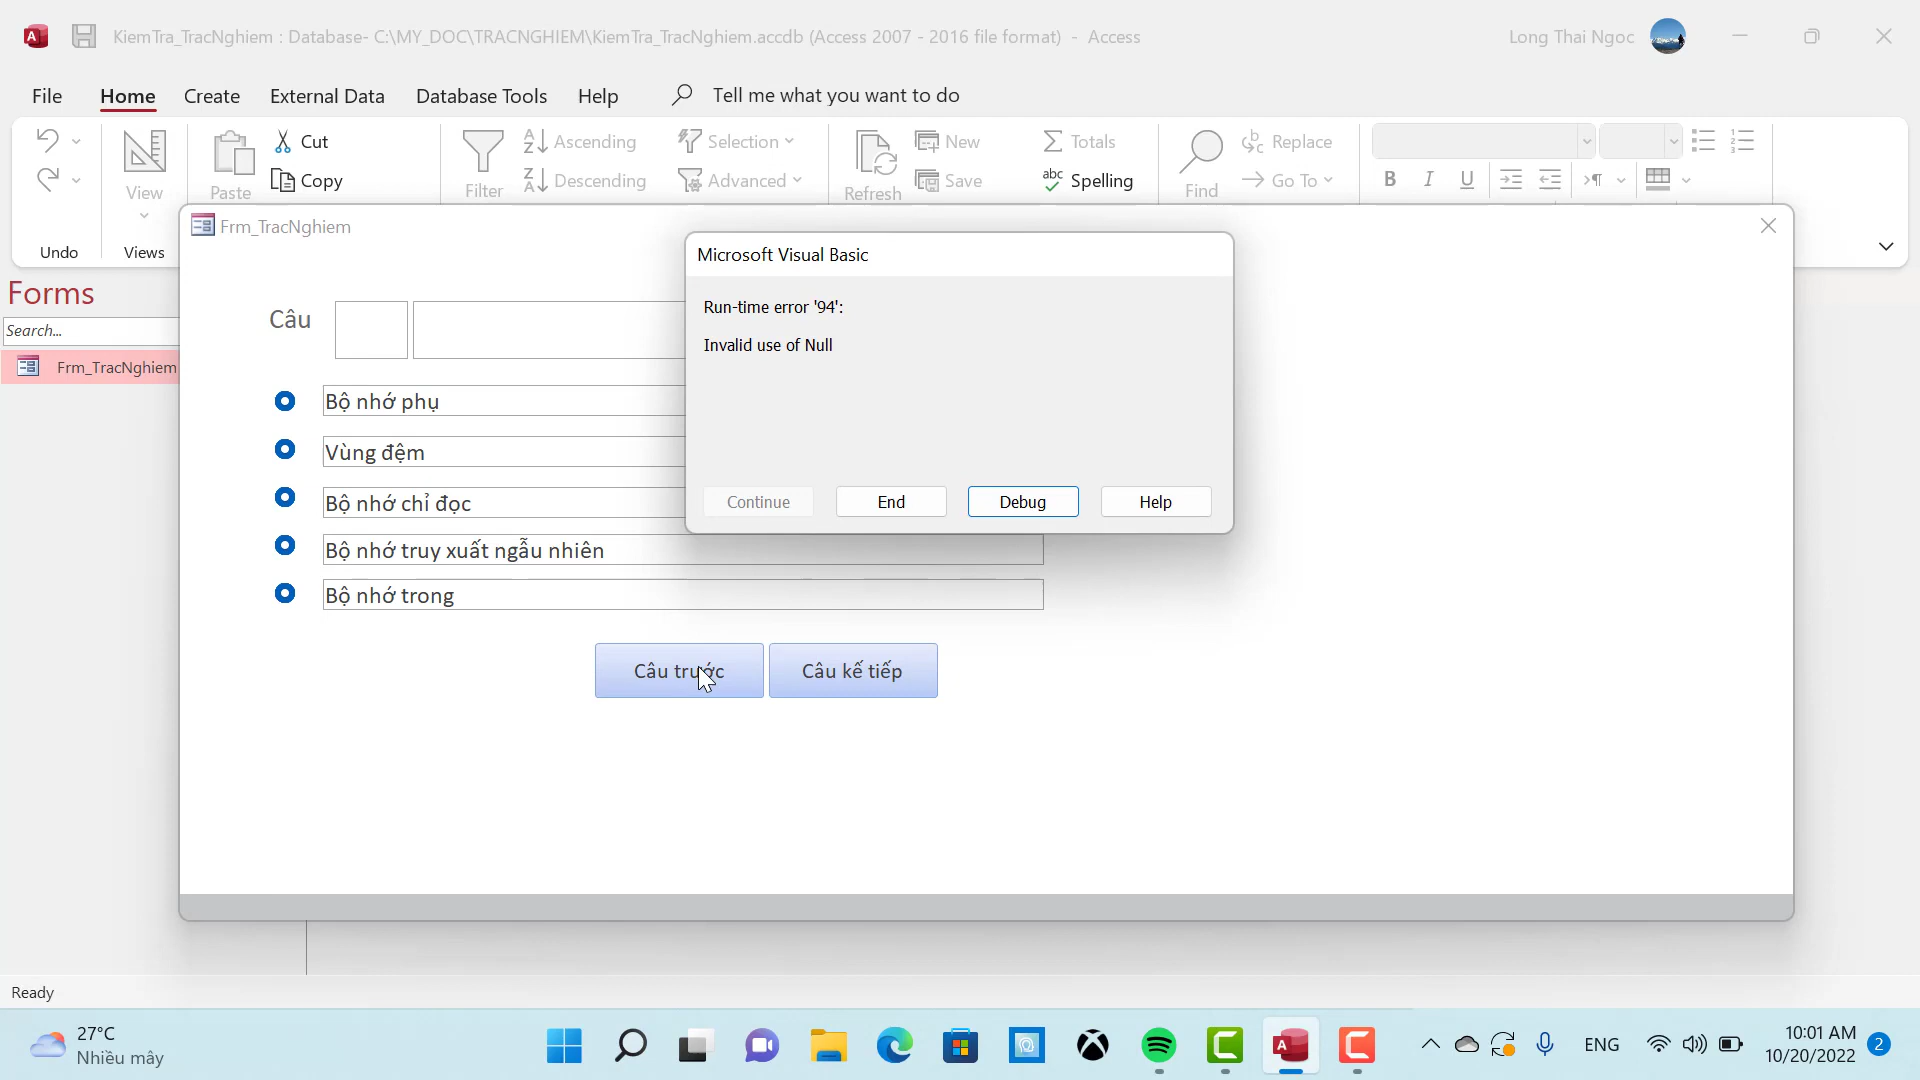 KiemTra_TracNghiem : Database- C:\MY_DOC\TRACNGHIEM\KiemTra_TracNghiem.accdb (Access 2007 - 2016 file format) - Access
Long Thai Ngoc
File
Home
Create
External Data
Database Tools
Help
Tell me what you want to do
Cut
Ascending
Selection
New
Totals
Replace
Copy
Descending
Advanced
Save
Spelling
Go To
View
Paste
Filter
Refresh
Find
B
I
U
Undo
Views
Forms
Search...
Frm_TracNghiem
Frm_TracNghiem
Câu
Bộ nhớ phụ
Vùng đệm
Bộ nhớ chỉ đọc
Bộ nhớ truy xuất ngẫu nhiên
Bộ nhớ trong
Câu trước
Câu kế tiếp
Microsoft Visual Basic
Run-time error '94':
Invalid use of Null
Continue
End
Debug
Help
Ready
27°C
Nhiều mây
ENG
10:01 AM
10/20/2022
2